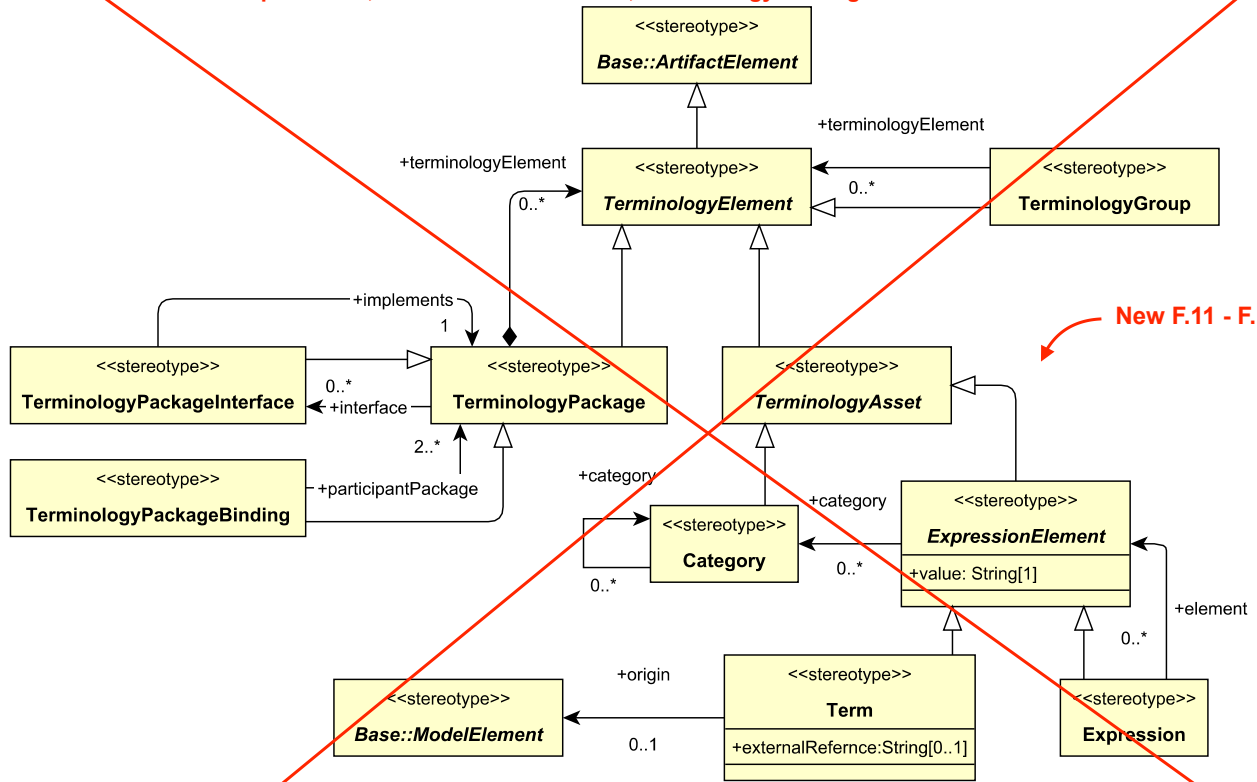 <<stereotype>>
Base::ArtifactElement
+terminologyElement
+terminologyElement
<<stereotype>>
TerminologyElement
0..*
0..*
<<stereotype>>
TerminologyGroup
+implements
1
New F.11 - F.
<<stereotype>>
TerminologyPackageInterface
0..*
+interface
<<stereotype>>
TerminologyPackage
<<stereotype>>
TerminologyAsset
2..*
<<stereotype>>
TerminologyPackageBinding
+participantPackage
+category
+category
<<stereotype>>
Category
0..*
0..*
<<stereotype>>
ExpressionElement
+value: String[1]
+element
0..*
+origin
0..1
<<stereotype>>
Base::ModelElement
<<stereotype>>
Term
+externalRefernce:String[0..1]
<<stereotype>>
Expression